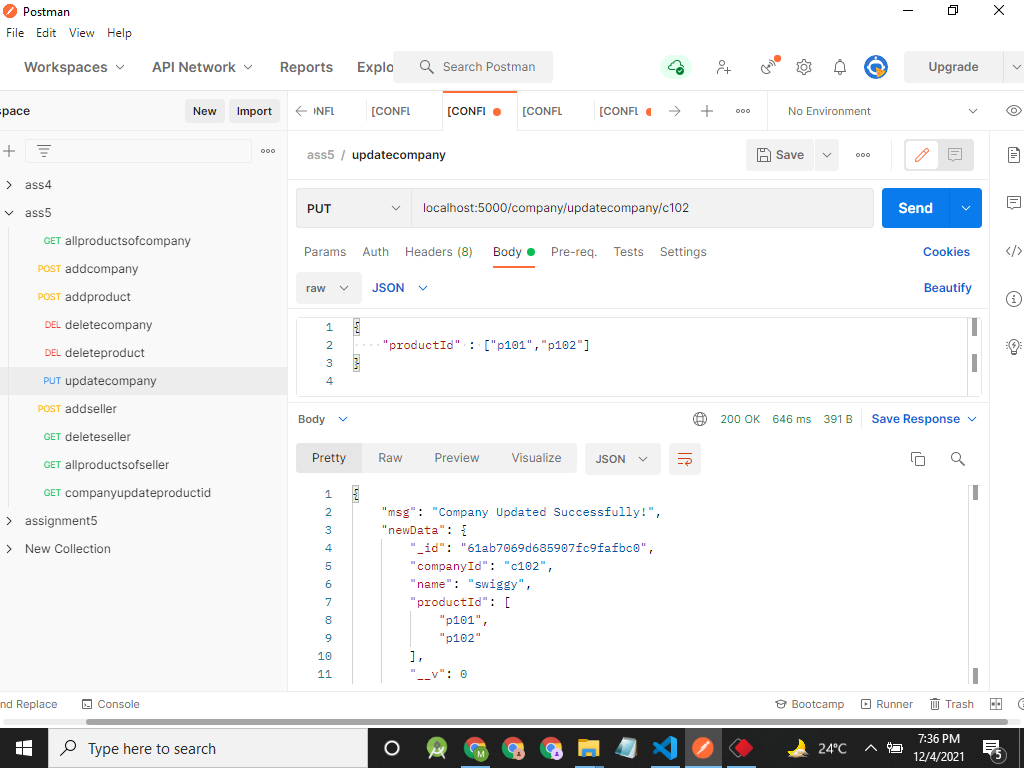 Postman
File Edit View Help
Workspaces API Network Reports Explo Search Postman Upgrade
pace New Import
ONFL [CONFL [CONFL [CONFL [CONFL No Environment
ass5 / updatecompany Save
PUT localhost:5000/company/updatecompany/c102 Send
Params Auth Headers (8) Body Pre-req. Tests Settings Cookies
raw JSON Beautify
1 {
2 "productId" : ["p101","p102"]
3 }
4
ass4
ass5
GET allproductsofcompany
POST addcompany
POST addproduct
DEL deletecompany
DEL deleteproduct
PUT updatecompany
POST addseller
GET deleteseller
GET allproductsofseller
GET companyupdateproductid
assignment5
New Collection
Body 200 OK 646 ms 391 B Save Response
Pretty Raw Preview Visualize JSON
1 {
2 "msg": "Company Updated Successfully!",
3 "newData": {
4 "_id": "61ab7069d685907fc9fafbc0",
5 "companyId": "c102",
6 "name": "swiggy",
7 "productId": [
8 "p101",
9 "p102"
10 ],
11 "__v": 0
nd Replace Console Bootcamp Runner Trash
Type here to search 24°C 7:36 PM
12/4/2021 5